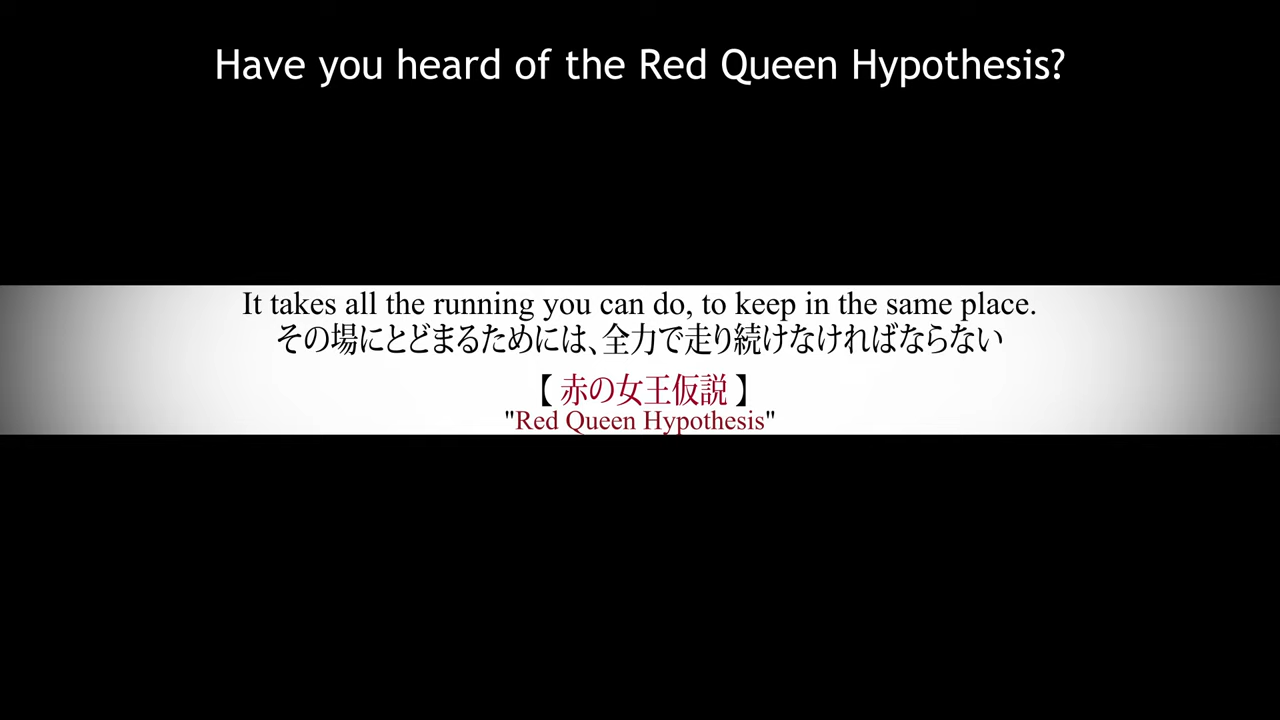 Have you heard of the Red Queen Hypothesis?
It takes all the running you can do, to keep in the same place.
その場にとどまるためには、全力で走り続けなければならない
【 赤の女王仮説 】
"Red Queen Hypothesis"